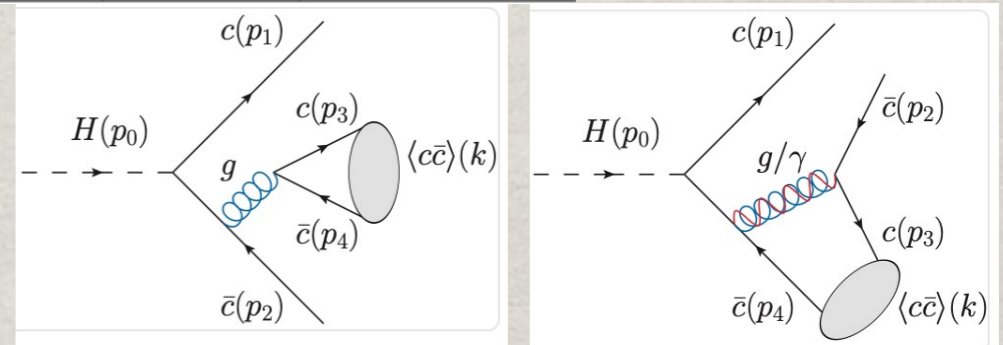 c(p₁)
c(p₃)
H(p₀)
g
⟨cc̄⟩(k)
c̄(p₄)
c̄(p₂)
c(p₁)
c̄(p₂)
H(p₀)
g/γ
c(p₃)
c̄(p₄)
⟨cc̄⟩(k)